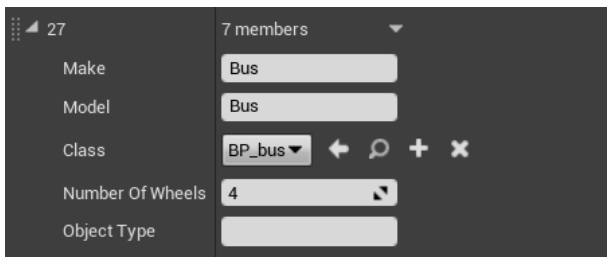 27 7 members
Make Bus
Model Bus
Class BP_bus
Number Of Wheels 4
Object Type